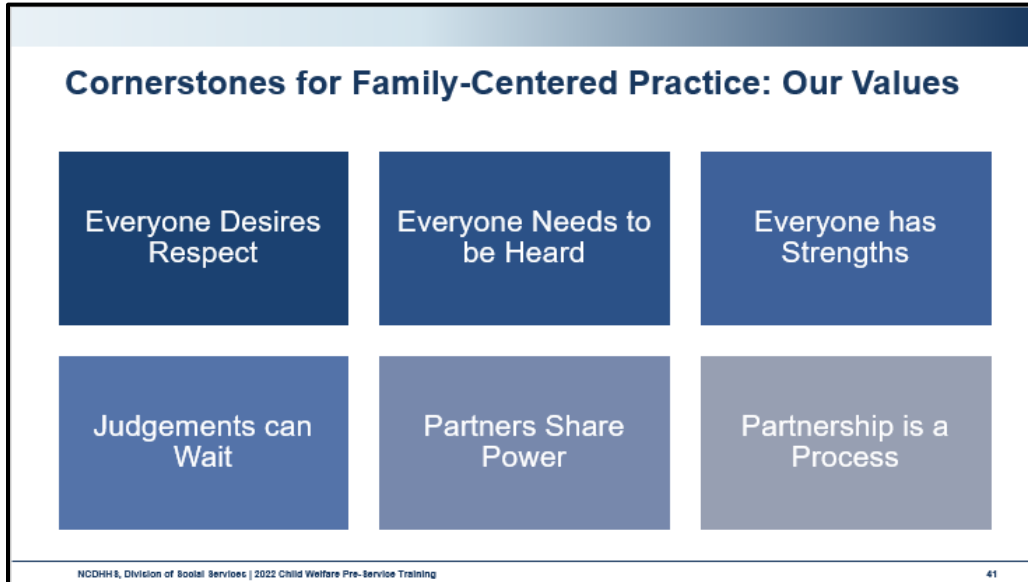 Cornerstones for Family-Centered Practice: Our Values
Everyone Desires
Respect
Everyone Needs to
be Heard
Everyone has
Strengths
Judgements can
Wait
Partners Share
Power
Partnership is a
Process
NCDHHS, Division of Social Services | 2022 Child Welfare Pre-Service Training
41